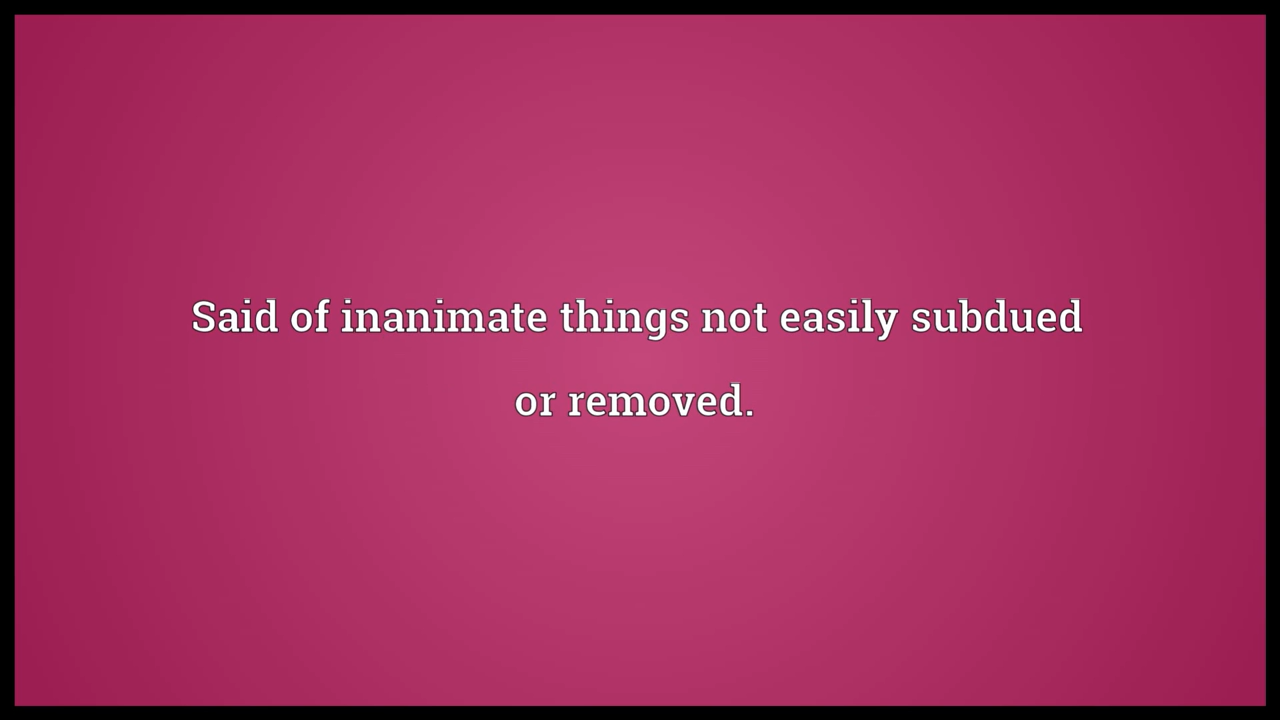 Said of inanimate things not easily subdued
or removed.